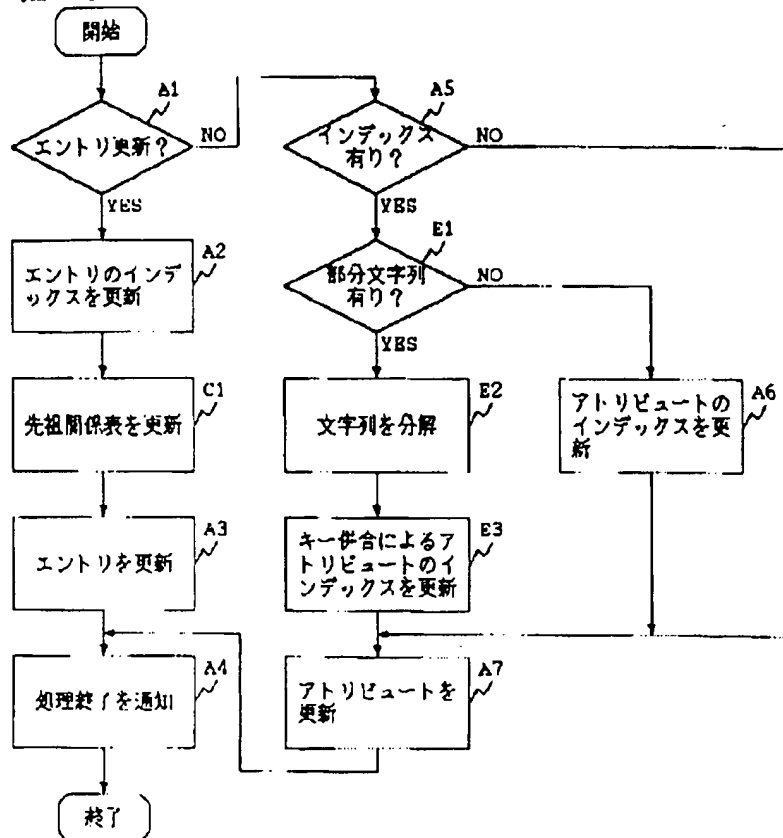 開始
A1
エントリ更新？
NO
YES
A2
エントリのインデ
ックスを更新
C1
先祖関係表を更新
A3
エントリを更新
A4
処理終了を通知
終了
A5
インデックス
有り？
NO
YES
E1
部分文字列
有り？
NO
YES
E2
文字列を分解
E3
キー併合によるア
トリビュートのイ
ンデックスを更新
A7
アトリビュートを
更新
A6
アトリビュートの
インデックスを更
新